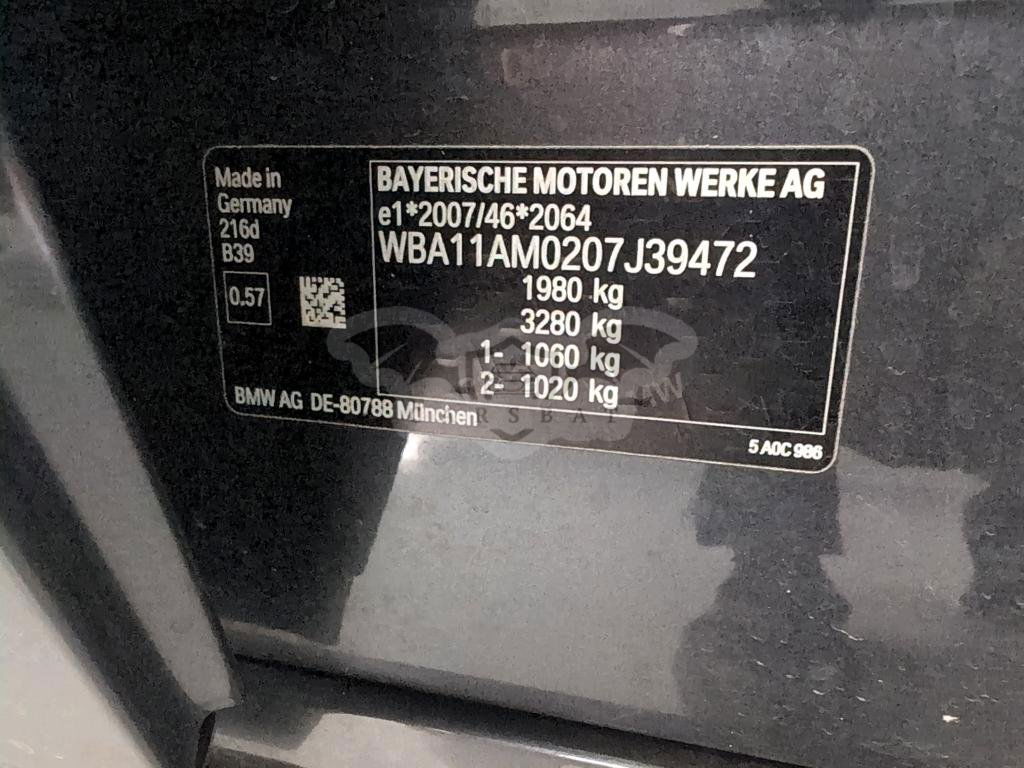 Made in
Germany
216d
B39
0.57
BAYERISCHE MOTOREN WERKE AG
e1*2007/46*2064
WBA11AM0207J39472
1980 kg
3280 kg
1- 1060 kg
2- 1020 kg
BMW AG DE-80788 München
5 A0C 986